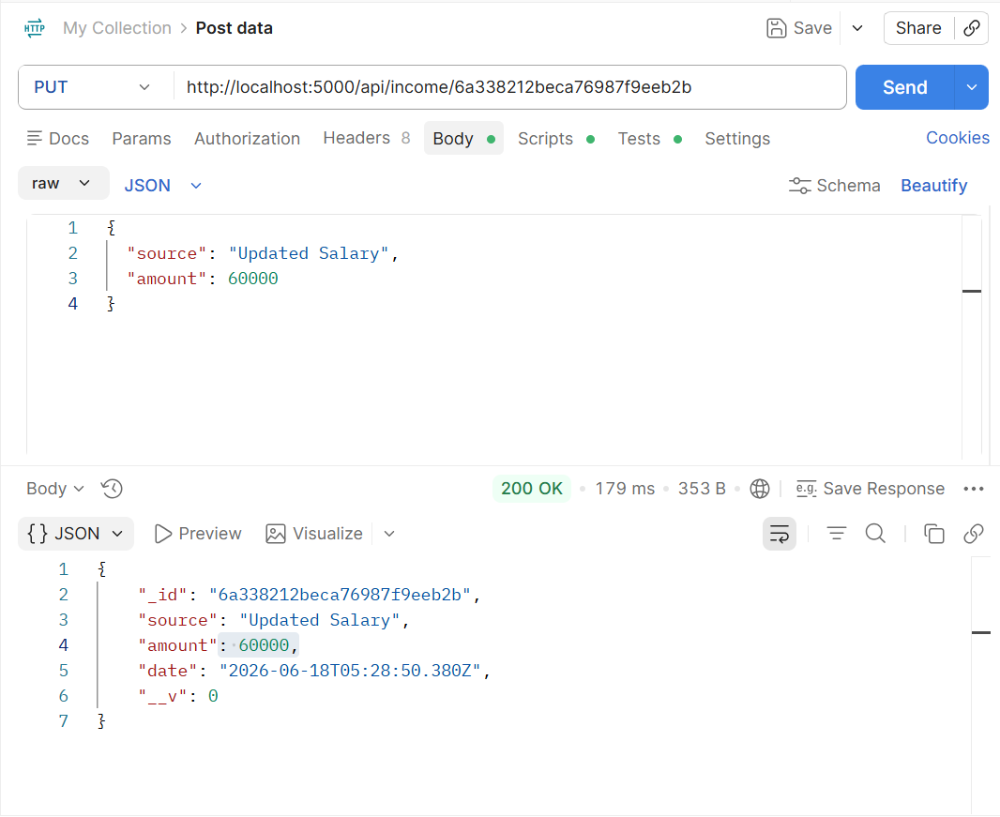 HTTP My Collection > Post data Save Share
PUT http://localhost:5000/api/income/6a338212beca76987f9eeb2b Send
Docs Params Authorization Headers 8 Body Scripts Tests Settings Cookies
raw JSON Schema Beautify
1 {
2 "source": "Updated Salary",
3 "amount": 60000
4 }
Body 200 OK • 179 ms • 353 B • e.g. Save Response
{} JSON Preview Visualize
1 {
2 "_id": "6a338212beca76987f9eeb2b",
3 "source": "Updated Salary",
4 "amount": 60000,
5 "date": "2026-06-18T05:28:50.380Z",
6 "__v": 0
7 }